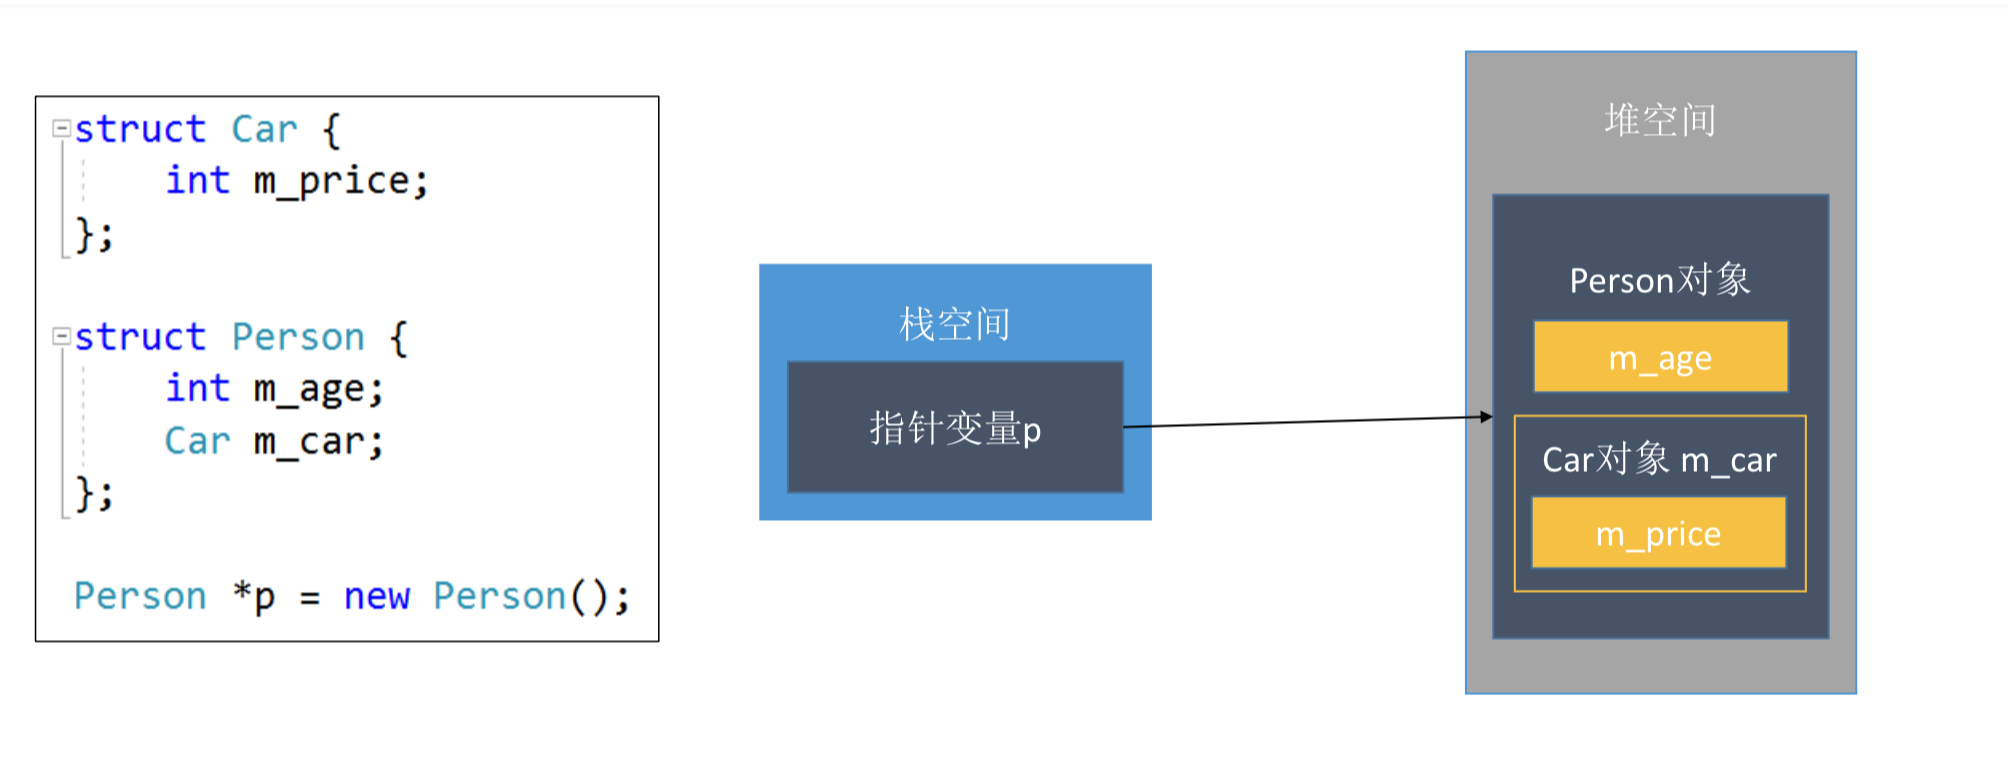 struct Car {
int m_price;
};
struct Person {
int m_age;
Car m_car;
};
Person *p = new Person();
栈空间
指针变量p
堆空间
Person对象
m_age
Car对象 m_car
m_price